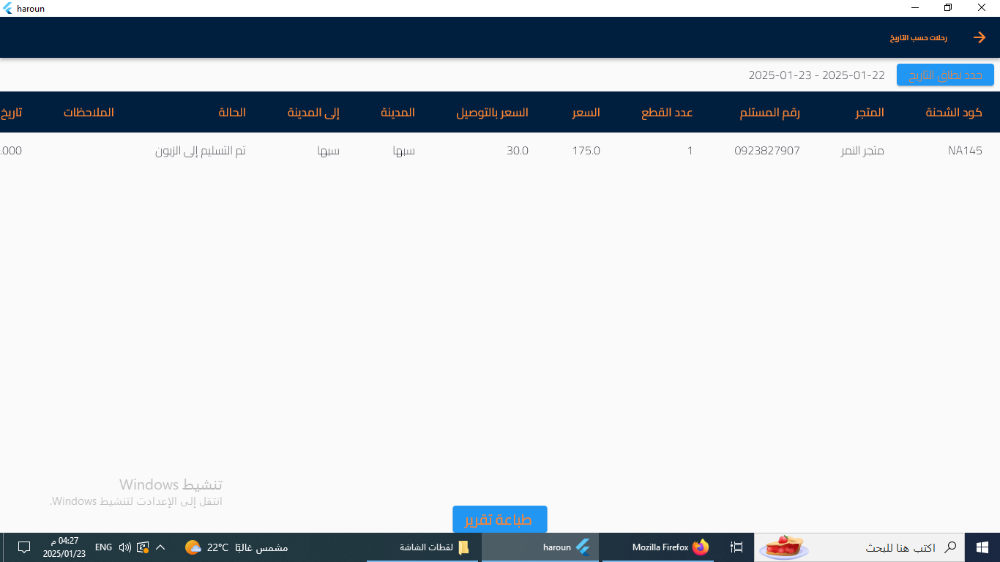 haroun
رحلات حسب التاريخ
حدد نطاق التاريخ 2025-01-23 - 2025-01-22
كود الشحنة المتجر رقم المستلم عدد القطع السعر السعر بالتوصيل المدينة إلى المدينة الحالة الملاحظات تاريخ
NA145 متجر النمر 0923827907 1 175.0 30.0 سبها سبها تم التسليم إلى الزبون .000
تنشيط Windows
انتقل إلى الإعدادت لتنشيط Windows.
طباعة تقرير
اكتب هنا للبحث Mozilla Firefox haroun لقطات الشاشة مشمس غالبًا 22°C ENG 04:27 م
2025/01/23